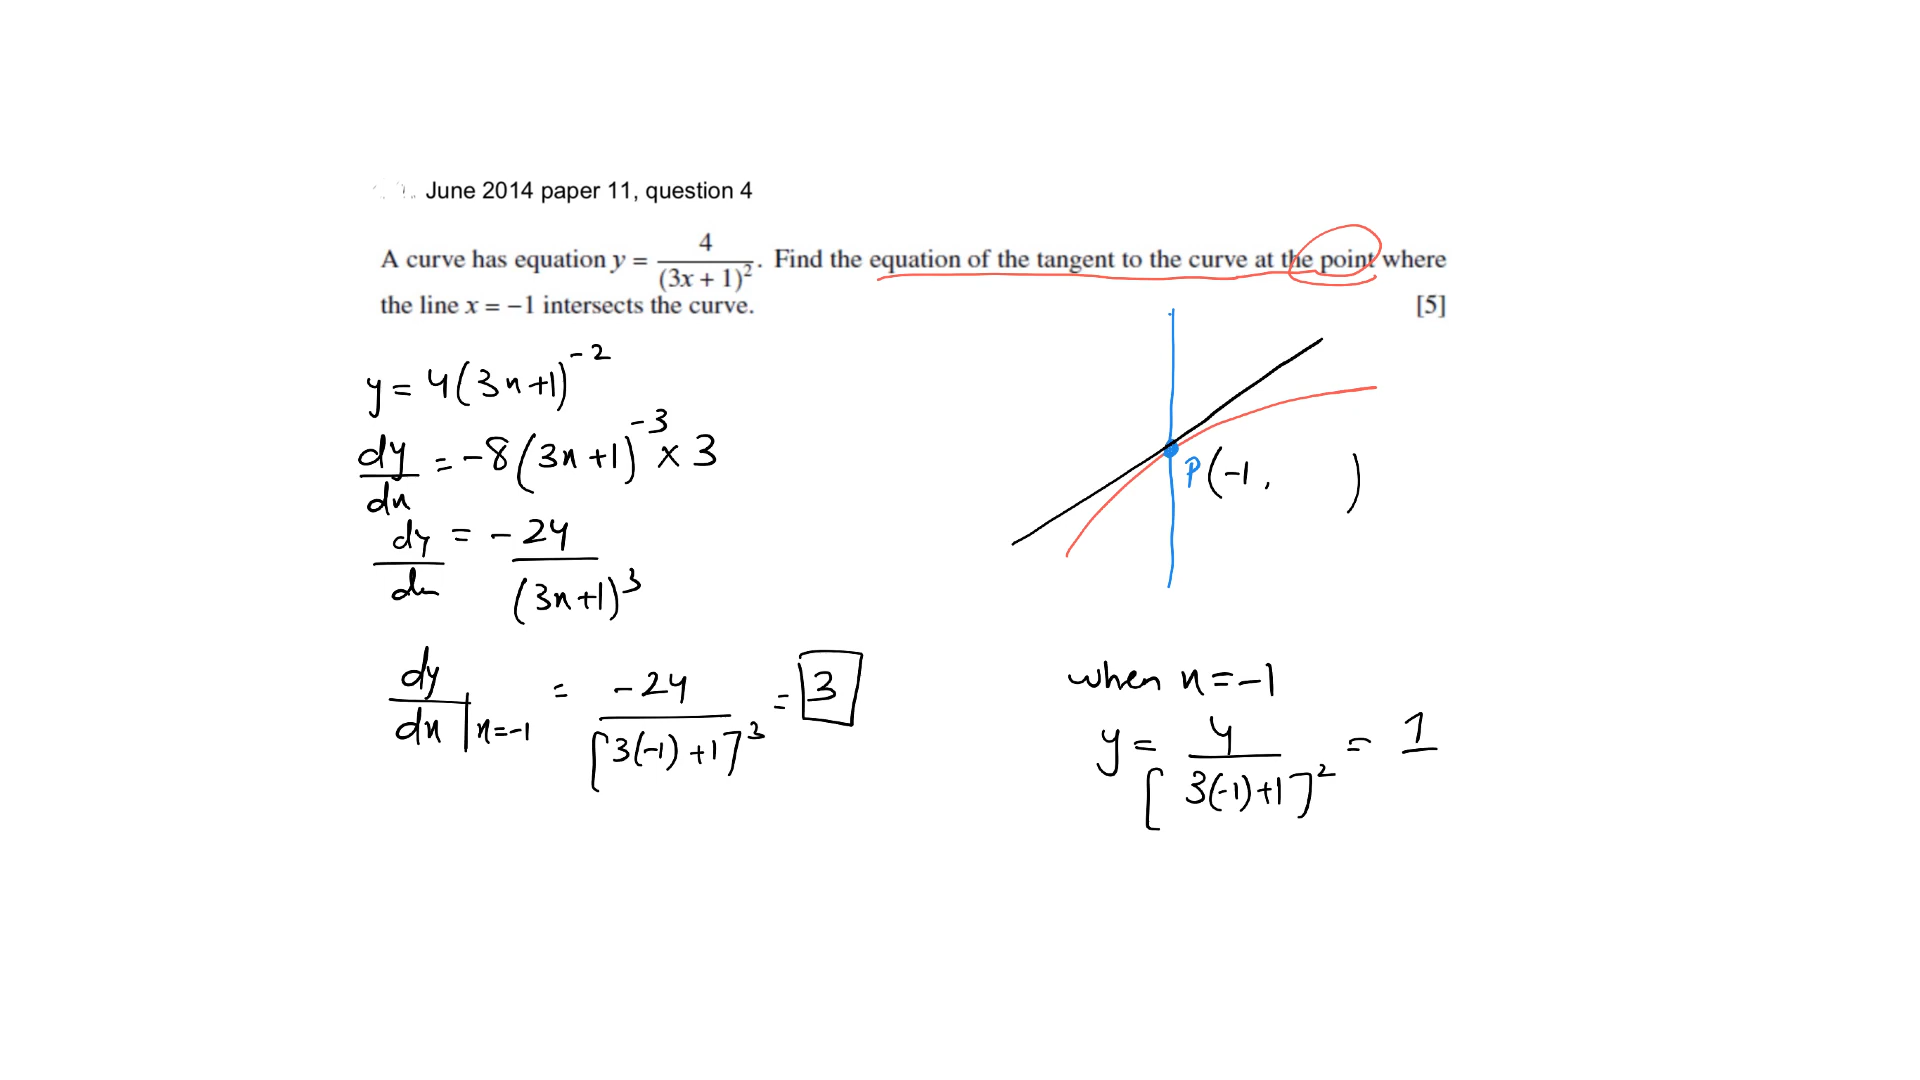 June 2014 paper 11, question 4
A curve has equation y = 4/(3x + 1)². Find the equation of the tangent to the curve at the point where
the line x = −1 intersects the curve. [5]
y = 4(3x+1)⁻²
dy/dx = -8(3x+1)⁻³ × 3
dy/dx = -24/(3x+1)³
dy/dx|x=-1 = -24/[3(-1)+1]³ = 3
P(-1, )
when x=-1
y = 4/[3(-1)+1]² = 1